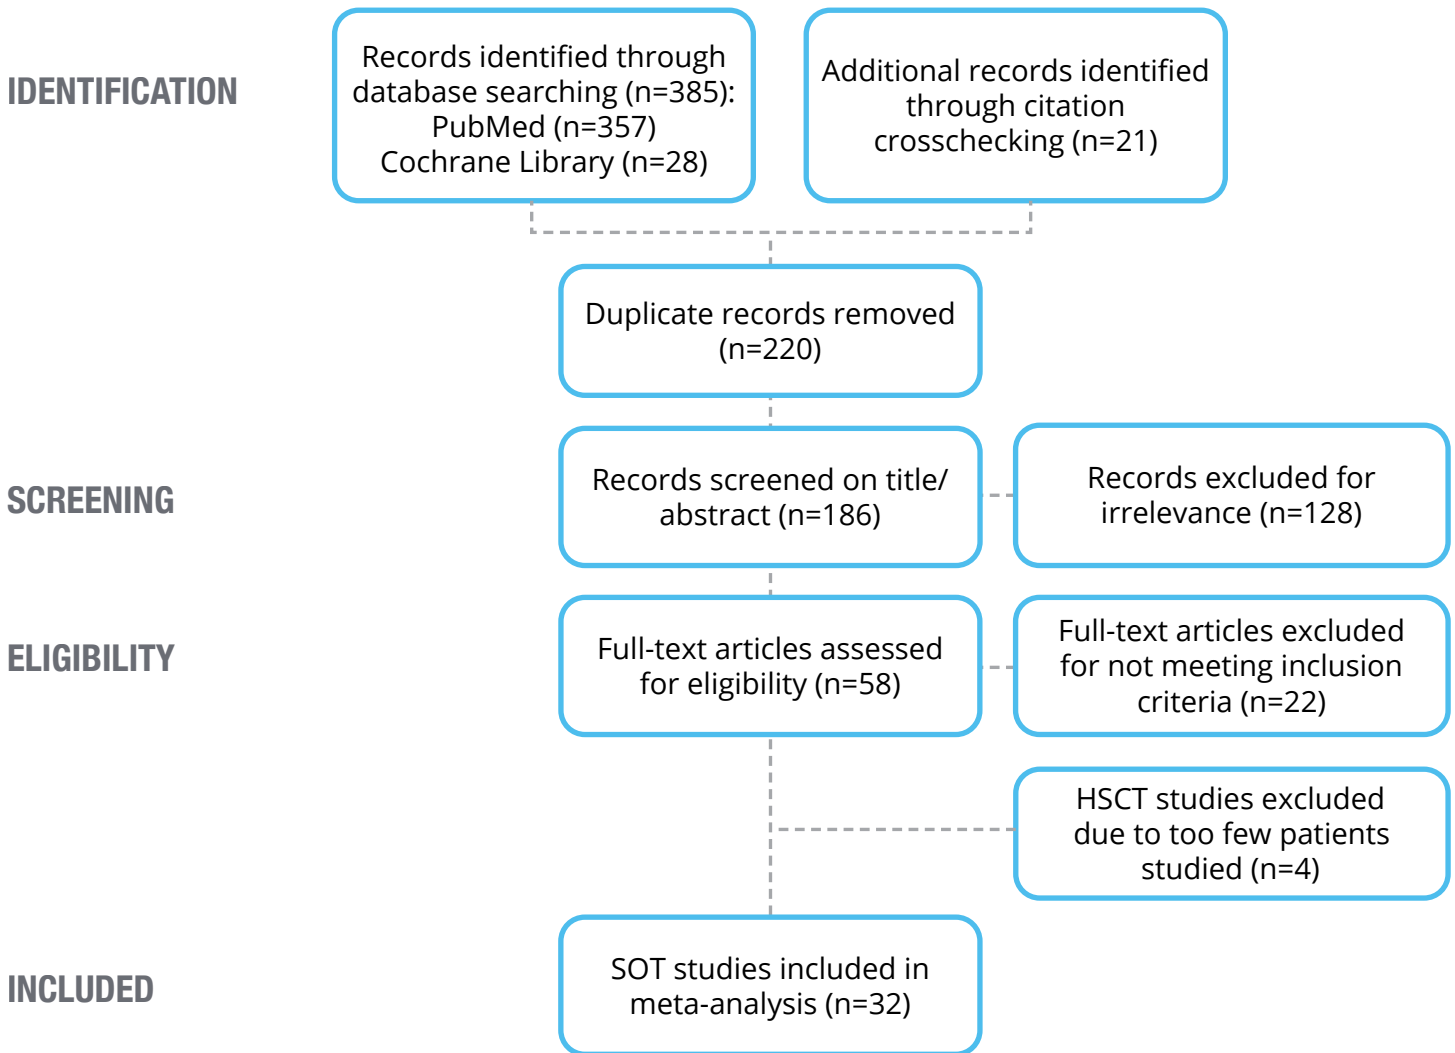 IDENTIFICATION
Records identified through
database searching (n=385):
PubMed (n=357)
Cochrane Library (n=28)
Additional records identified
through citation
crosschecking (n=21)
Duplicate records removed
(n=220)
SCREENING
Records screened on title/
abstract (n=186)
Records excluded for
irrelevance (n=128)
ELIGIBILITY
Full-text articles assessed
for eligibility (n=58)
Full-text articles excluded
for not meeting inclusion
criteria (n=22)
HSCT studies excluded
due to too few patients
studied (n=4)
INCLUDED
SOT studies included in
meta-analysis (n=32)